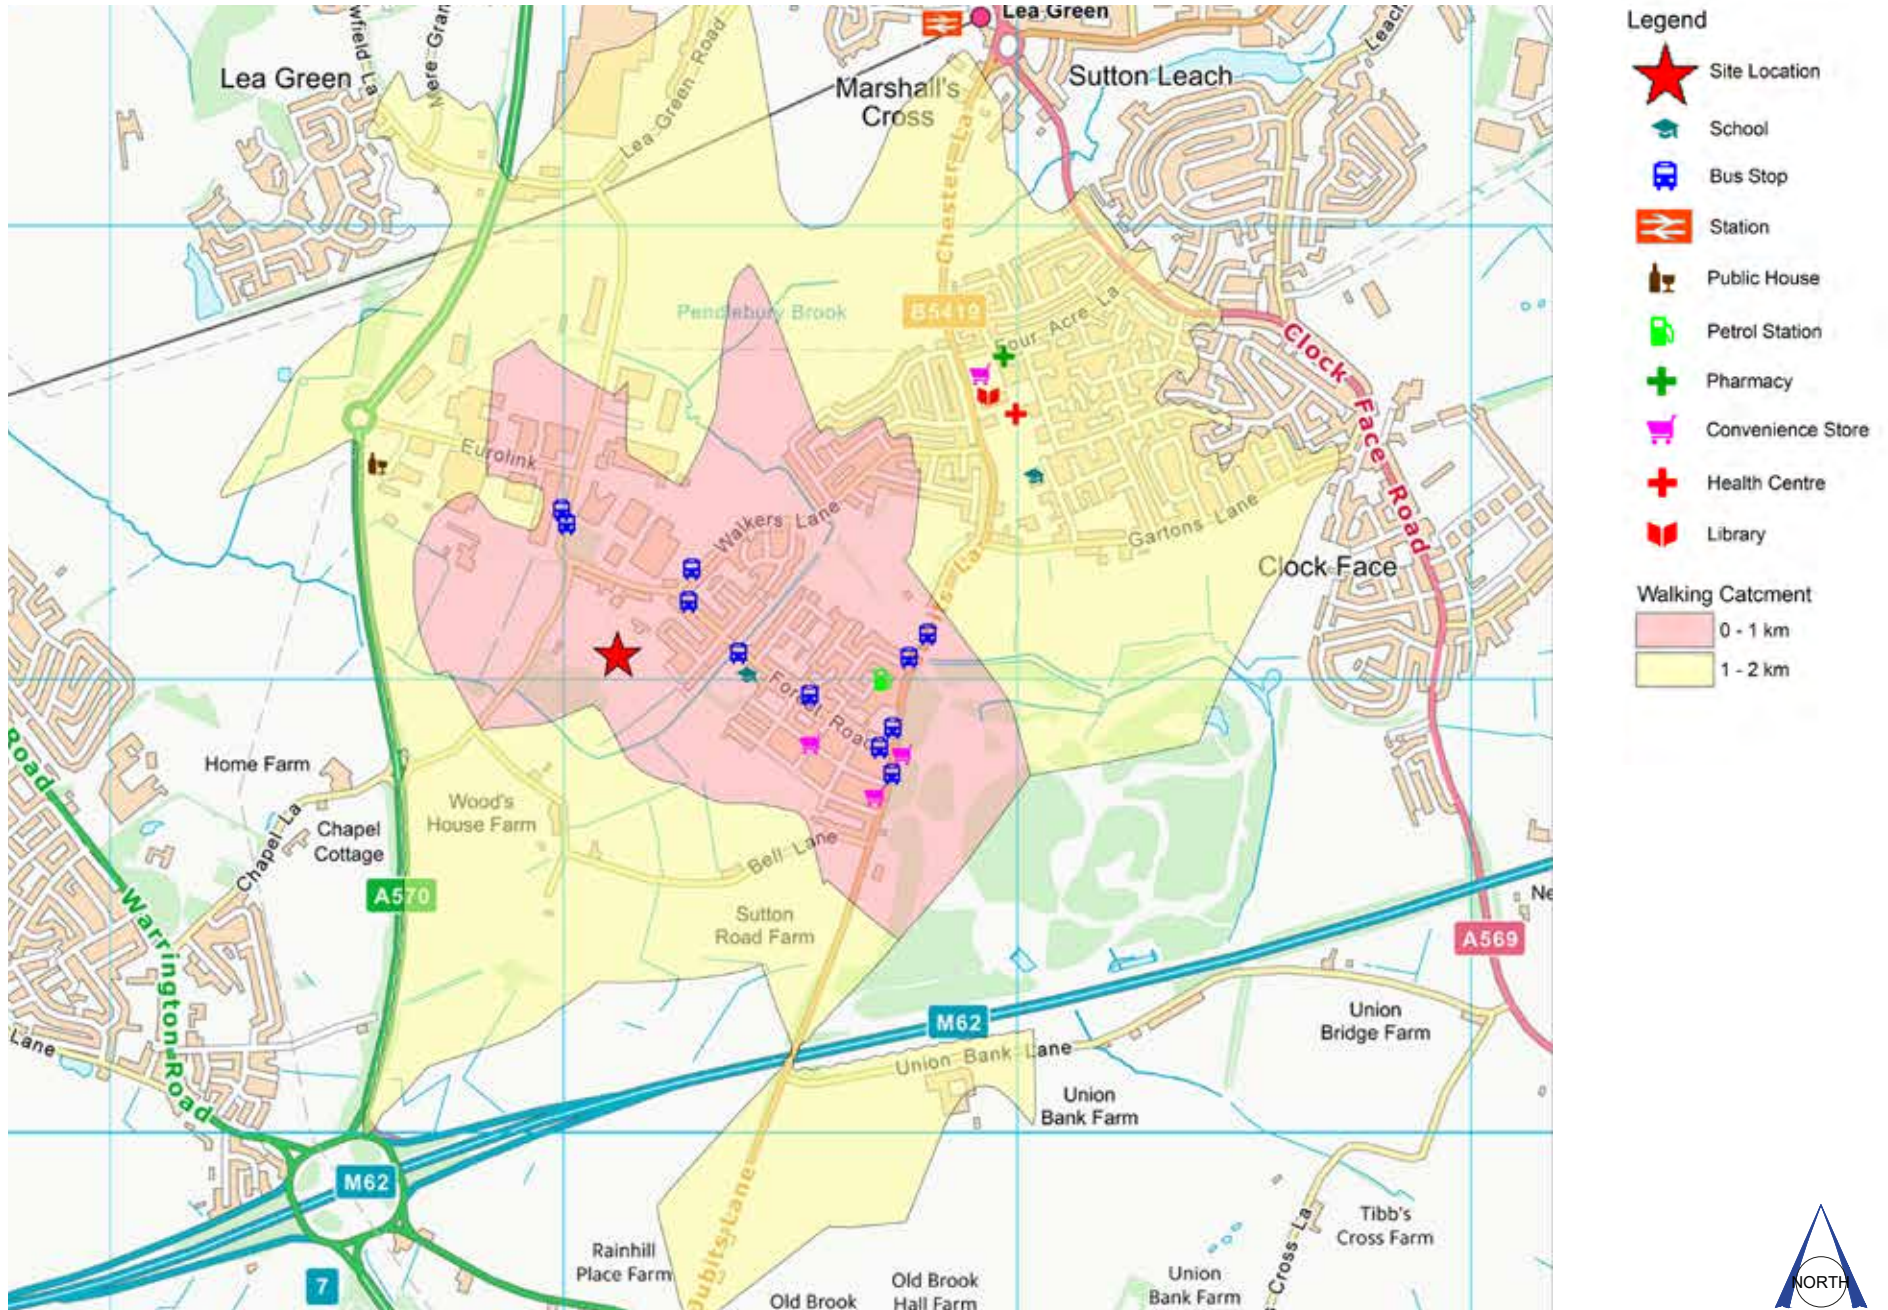 Lea Green
Lea Green
Marshall's
Cross
Sutton Leach
Lea Green Road
Chester La
Pendlebury Brook
B5419
Four Acre La
Clock Face Road
Eurolink
Walkers Lane
Gartons Lane
Clock Face
Road
Home Farm
Chapel La
Chapel
Cottage
Wood's
House Farm
Bell Lane
A570
Warrington Road
Sutton
Road Farm
A569
M62
Union Bank Lane
Union
Bridge Farm
Lane
Union
Bank Farm
M62
Jubits Lane
Tibb's
Cross Farm
Rainhill
Place Farm
7
Old Brook
Old Brook
Hall Farm
Union
Bank Farm
s Cross La
Legend
Site Location
School
Bus Stop
Station
Public House
Petrol Station
Pharmacy
Convenience Store
Health Centre
Library
Walking Catcment
0 - 1 km
1 - 2 km
NORTH